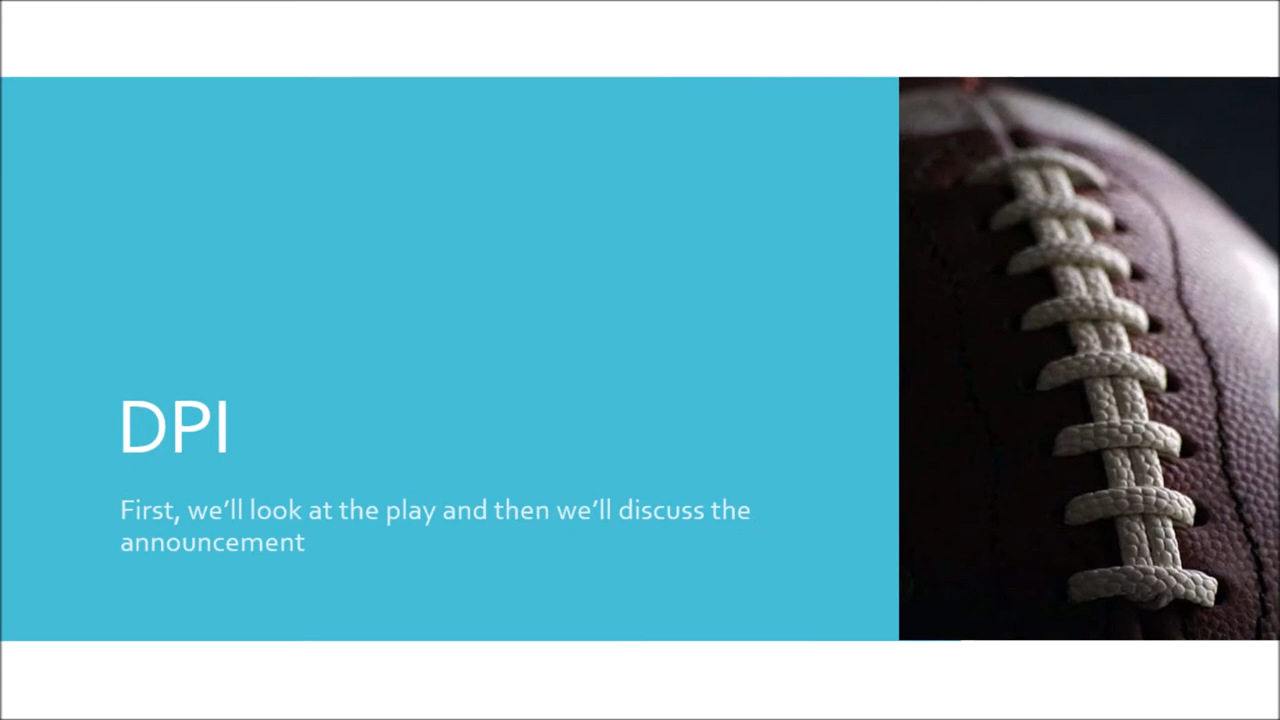 DPI
First, we’ll look at the play and then we’ll discuss the
announcement